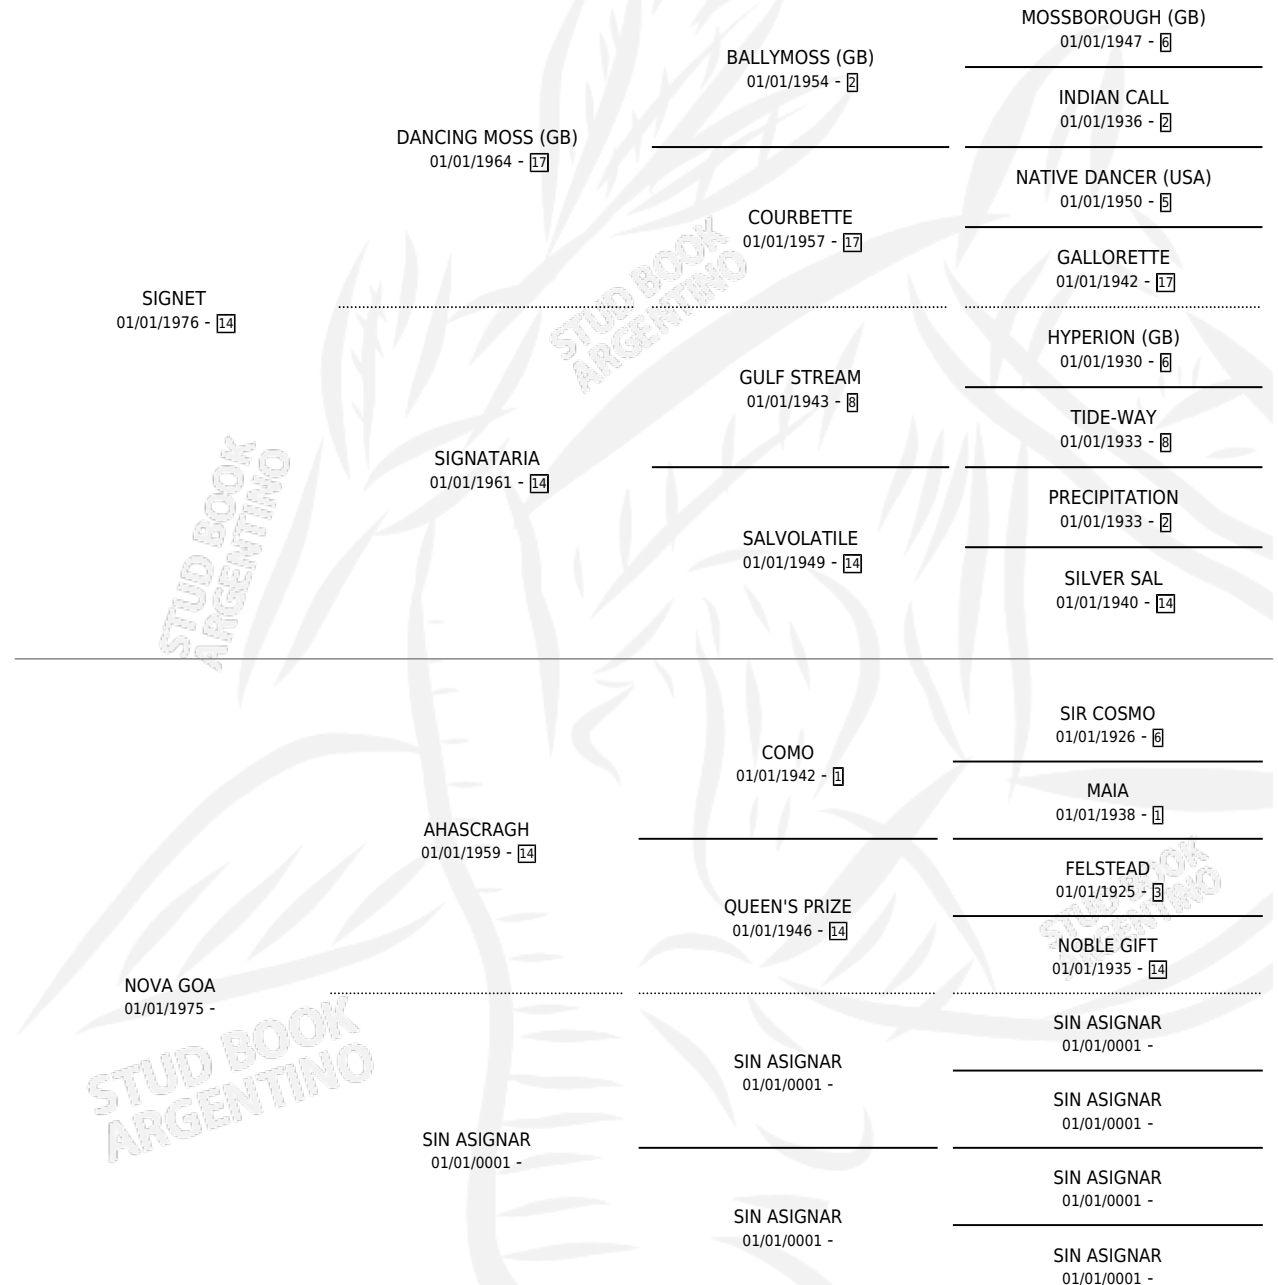 MOSSBOROUGH (GB)
01/01/1947 - 6
BALLYMOSS (GB)
01/01/1954 - 2
INDIAN CALL
01/01/1936 - 2
DANCING MOSS (GB)
01/01/1964 - 17
NATIVE DANCER (USA)
01/01/1950 - 5
COURBETTE
01/01/1957 - 17
GALLORETTE
01/01/1942 - 17
SIGNET
01/01/1976 - 14
HYPERION (GB)
01/01/1930 - 6
GULF STREAM
01/01/1943 - 8
TIDE-WAY
01/01/1933 - 8
SIGNATARIA
01/01/1961 - 14
PRECIPITATION
01/01/1933 - 2
SALVOLATILE
01/01/1949 - 14
SILVER SAL
01/01/1940 - 14
SIR COSMO
01/01/1926 - 6
COMO
01/01/1942 - 1
MAIA
01/01/1938 - 1
AHASCRAGH
01/01/1959 - 14
FELSTEAD
01/01/1925 - 3
QUEEN'S PRIZE
01/01/1946 - 14
NOBLE GIFT
01/01/1935 - 14
NOVA GOA
01/01/1975 -
SIN ASIGNAR
01/01/0001 -
SIN ASIGNAR
01/01/0001 -
SIN ASIGNAR
01/01/0001 -
SIN ASIGNAR
01/01/0001 -
SIN ASIGNAR
01/01/0001 -
SIN ASIGNAR
01/01/0001 -
SIN ASIGNAR
01/01/0001 -
STUD BOOK
ARGENTINO
STUD BOOK
ARGENTINO
STUD BOOK
ARGENTINO
STUD BOOK
ARGENTINO